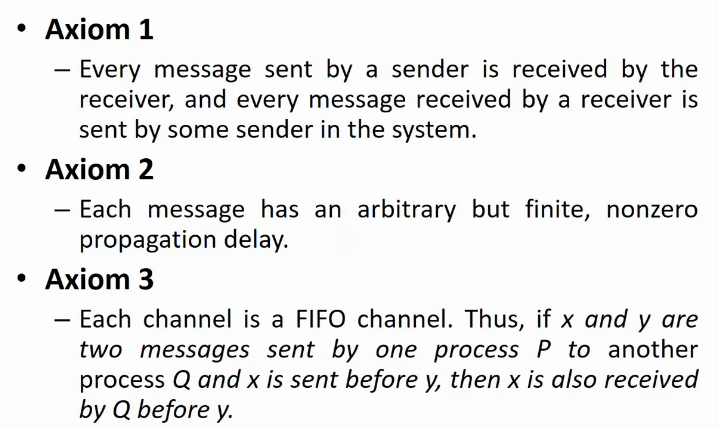 • Axiom 1
– Every message sent by a sender is received by the
receiver, and every message received by a receiver is
sent by some sender in the system.
• Axiom 2
– Each message has an arbitrary but finite, nonzero
propagation delay.
• Axiom 3
– Each channel is a FIFO channel. Thus, if x and y are
two messages sent by one process P to another
process Q and x is sent before y, then x is also received
by Q before y.